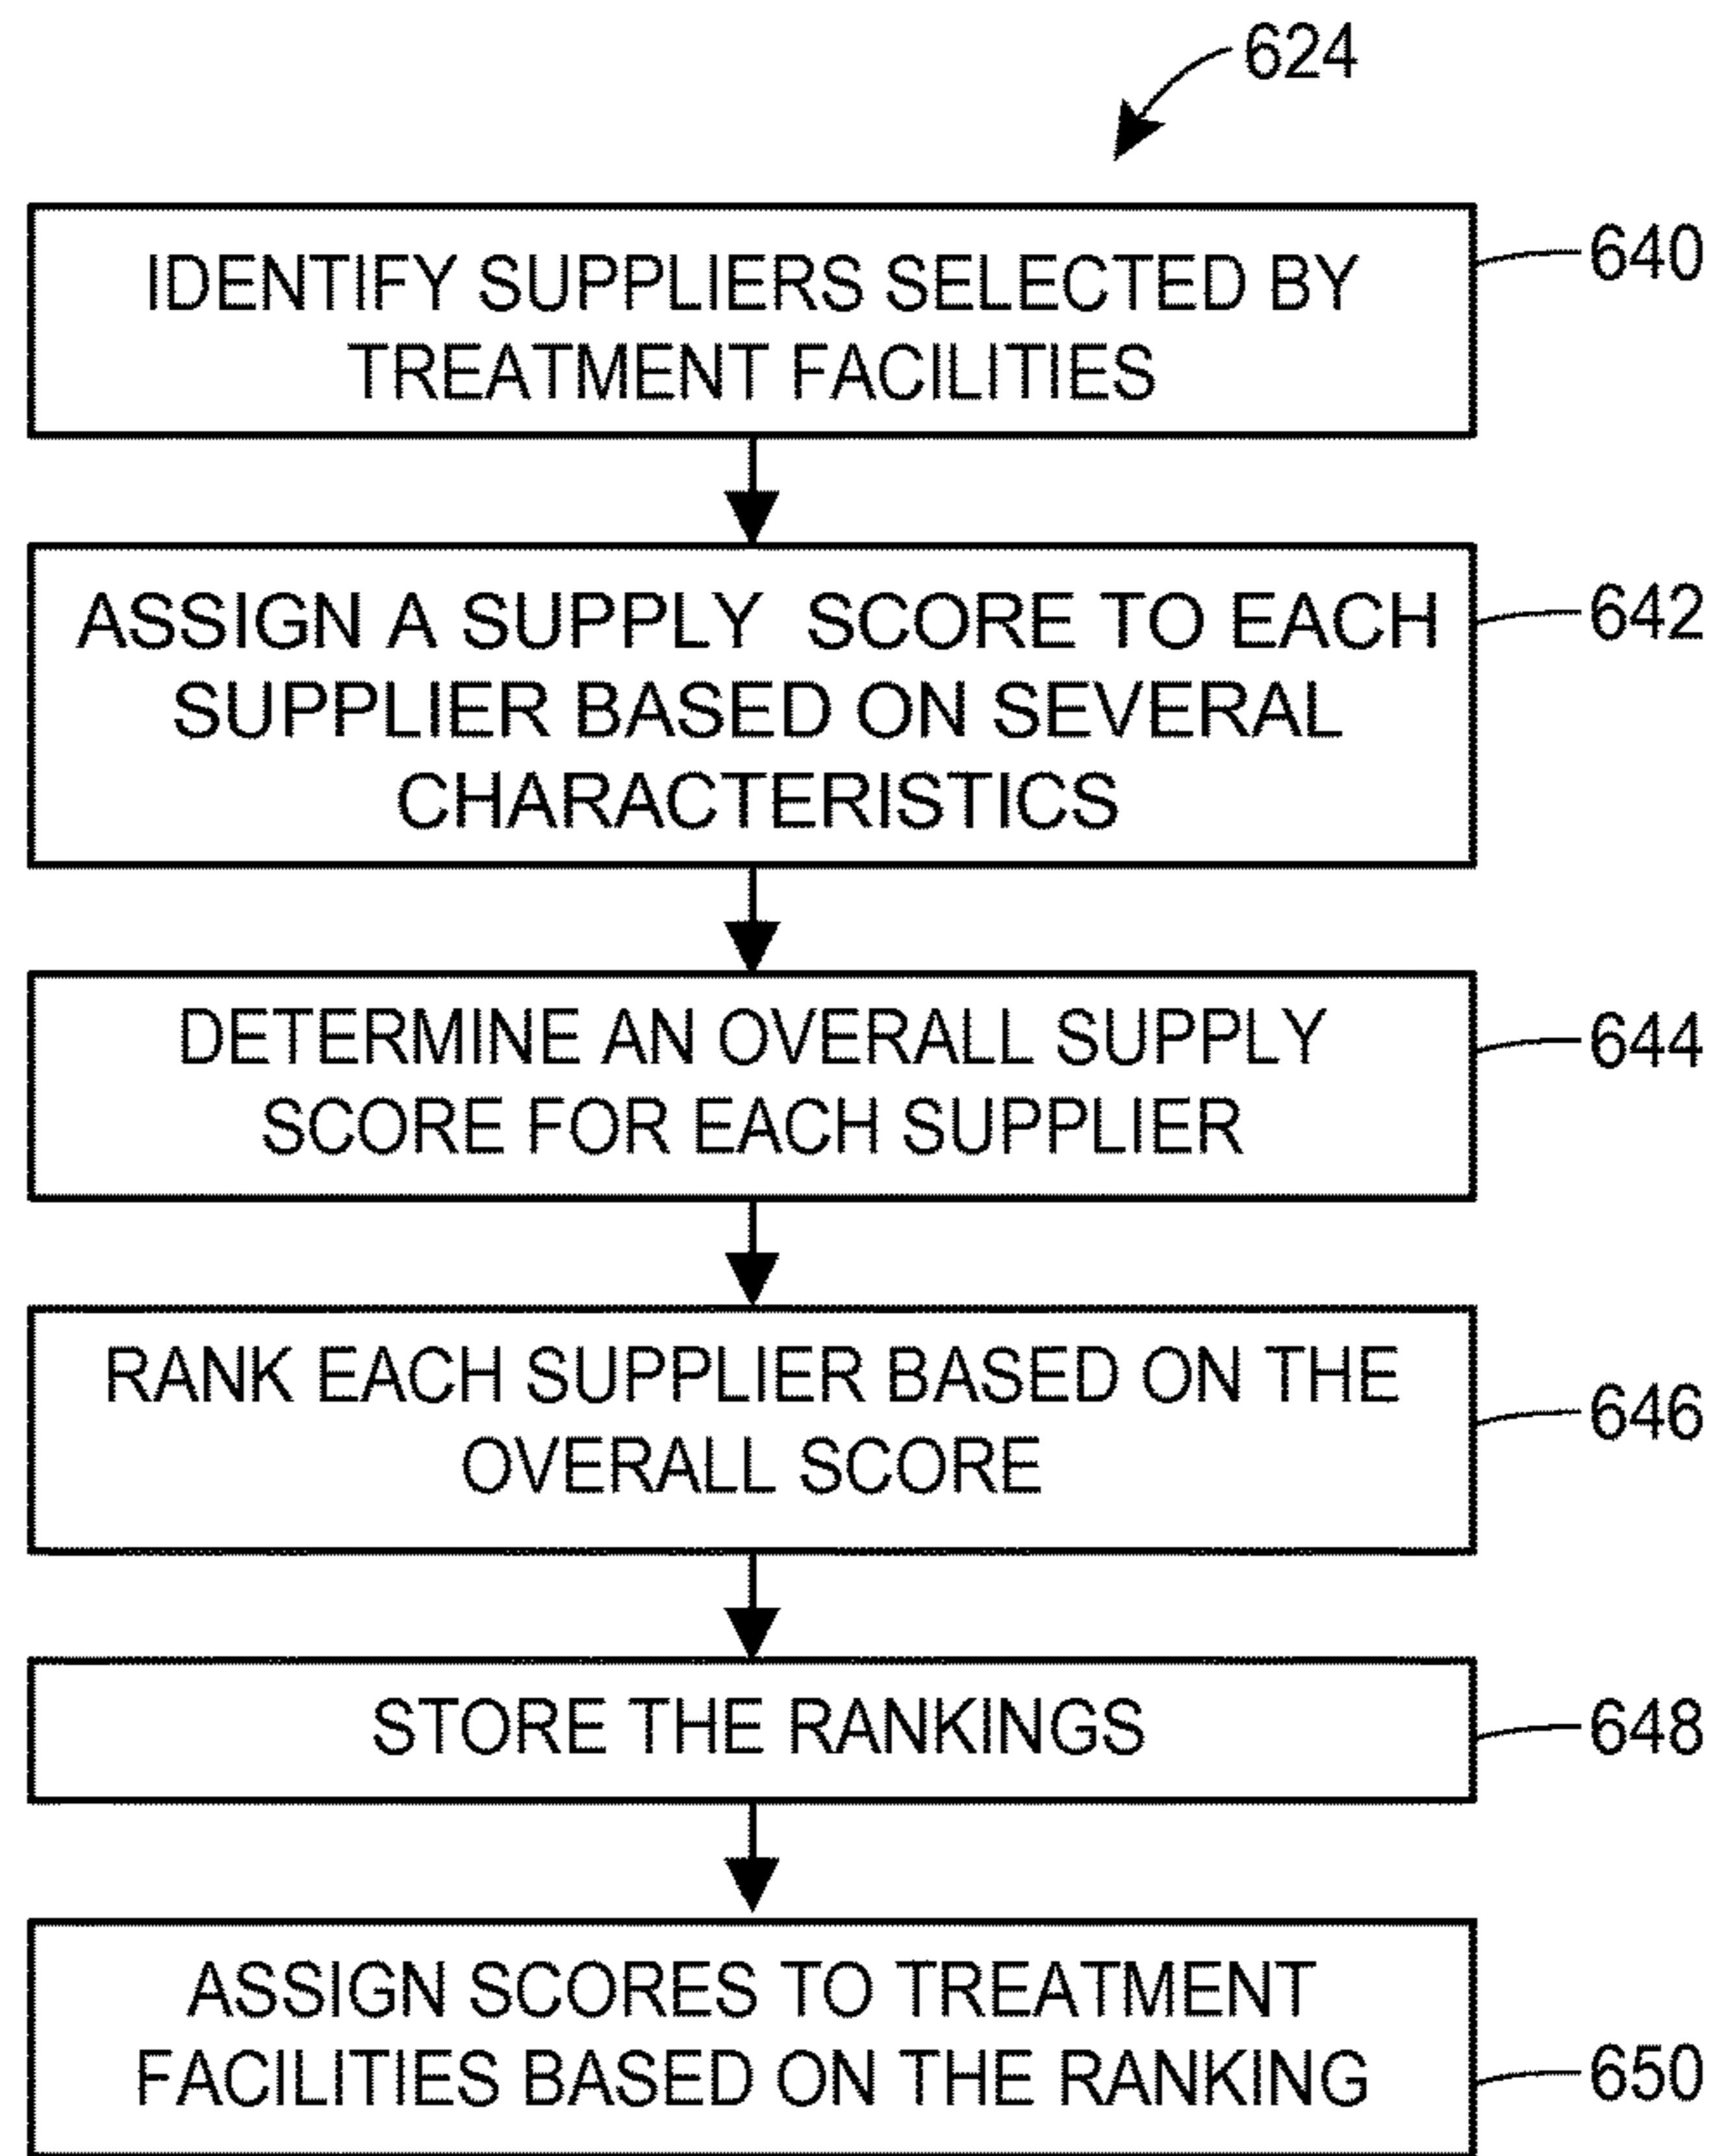 624
IDENTIFY SUPPLIERS SELECTED BY
TREATMENT FACILITIES
640
ASSIGN A SUPPLY SCORE TO EACH
SUPPLIER BASED ON SEVERAL
CHARACTERISTICS
642
DETERMINE AN OVERALL SUPPLY
SCORE FOR EACH SUPPLIER
644
RANK EACH SUPPLIER BASED ON THE
OVERALL SCORE
646
STORE THE RANKINGS
648
ASSIGN SCORES TO TREATMENT
FACILITIES BASED ON THE RANKING
650